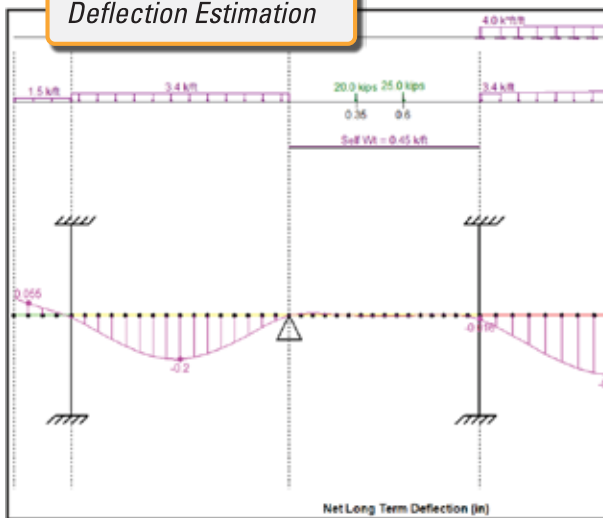 Deflection Estimation
4.0 k*ft/ft
1.5 k/ft
3.4 k/ft
20.0 kips
25.0 kips
3.4 k/ft
0.35
0.6
Self Wt = 0.45 k/ft
0.055
-0.2
Net Long Term Deflection (in)